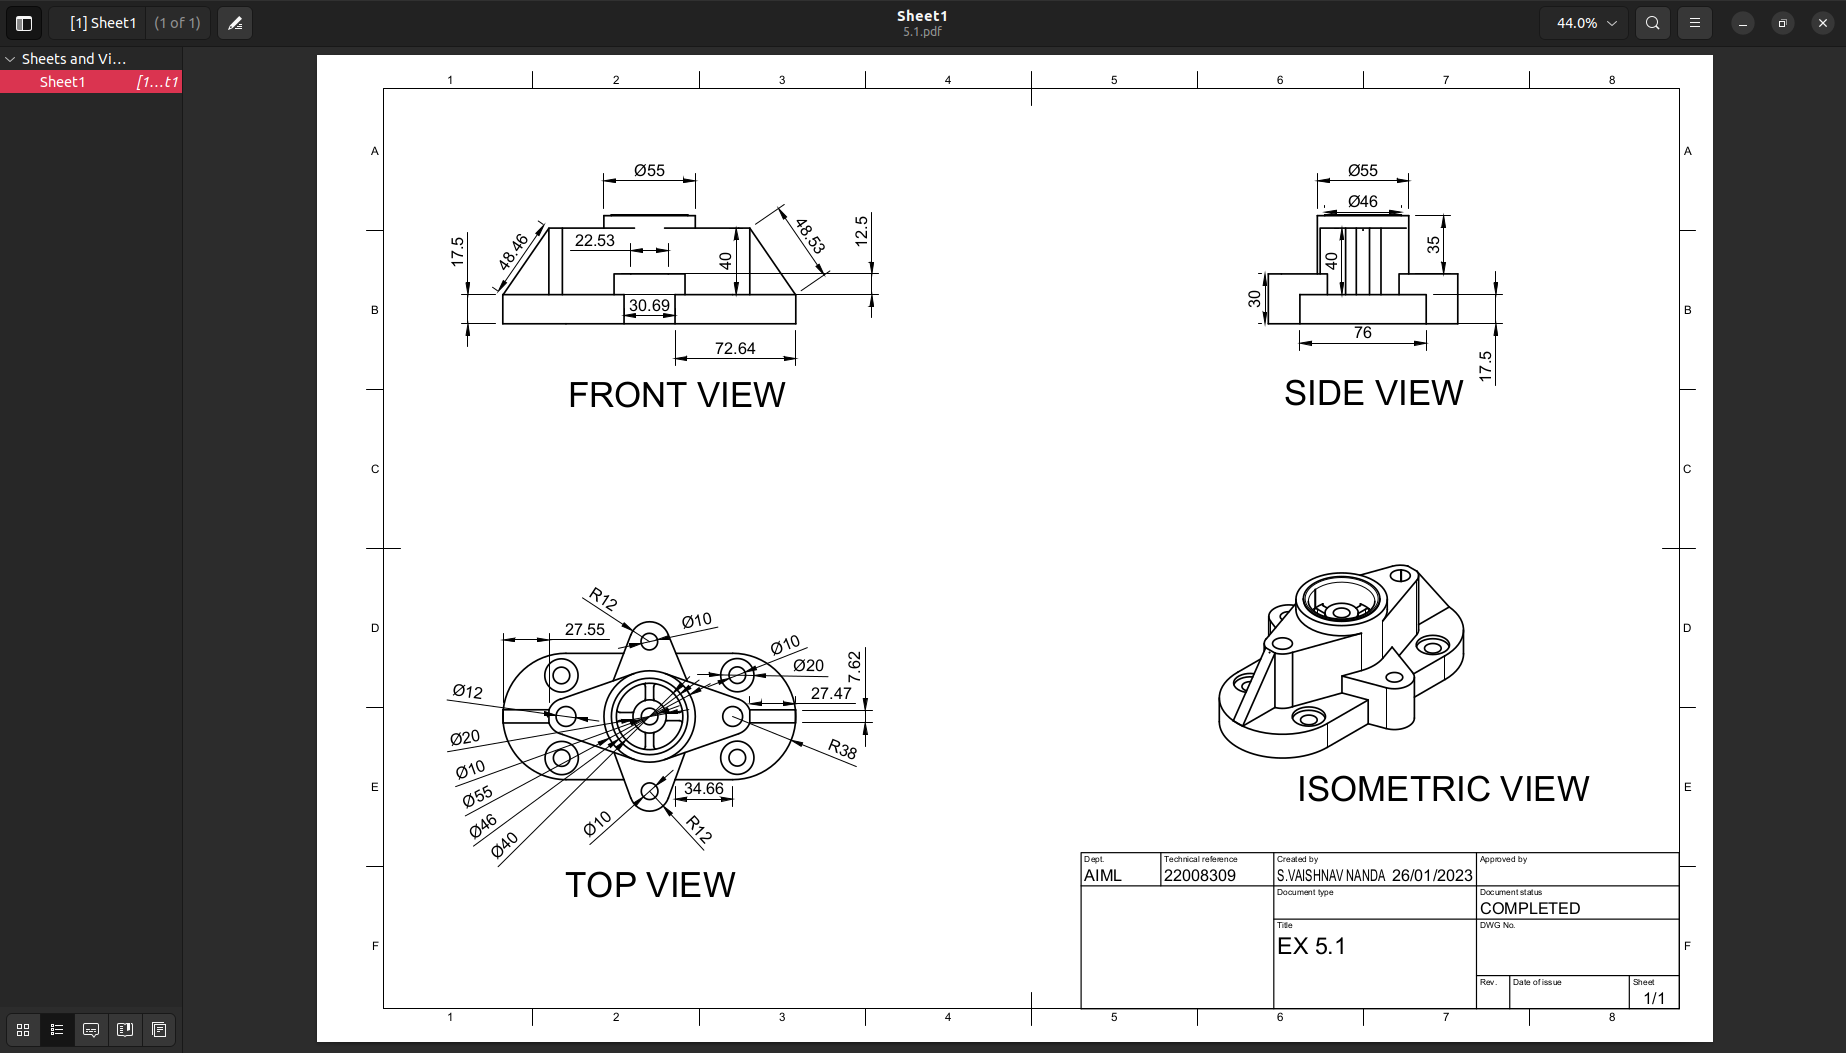 [1] Sheet1 (1 of 1)
Sheet1
5.1.pdf
44.0%
Sheets and Vi...
Sheet1 [1...t1
1 2 3 4 5 6 7 8
A A
B B
C C
D D
E E
F F
Ø55
17.5
48.46
22.53
40
48.53
12.5
30.69
72.64
FRONT VIEW
Ø55
Ø46
35
40
30
76
17.5
SIDE VIEW
R12
Ø10
27.55
Ø10
Ø20
7.62
27.47
Ø12
R38
Ø20
Ø10
Ø55
Ø46
Ø40
34.66
Ø10
R12
TOP VIEW
ISOMETRIC VIEW
Dept. Technical reference Created by Approved by
AIML 22008309 S.VAISHNAV NANDA 26/01/2023
Document type Document status
COMPLETED
Title DWG No.
EX 5.1
Rev. Date of issue Sheet
1/1
1 2 3 4 5 6 7 8